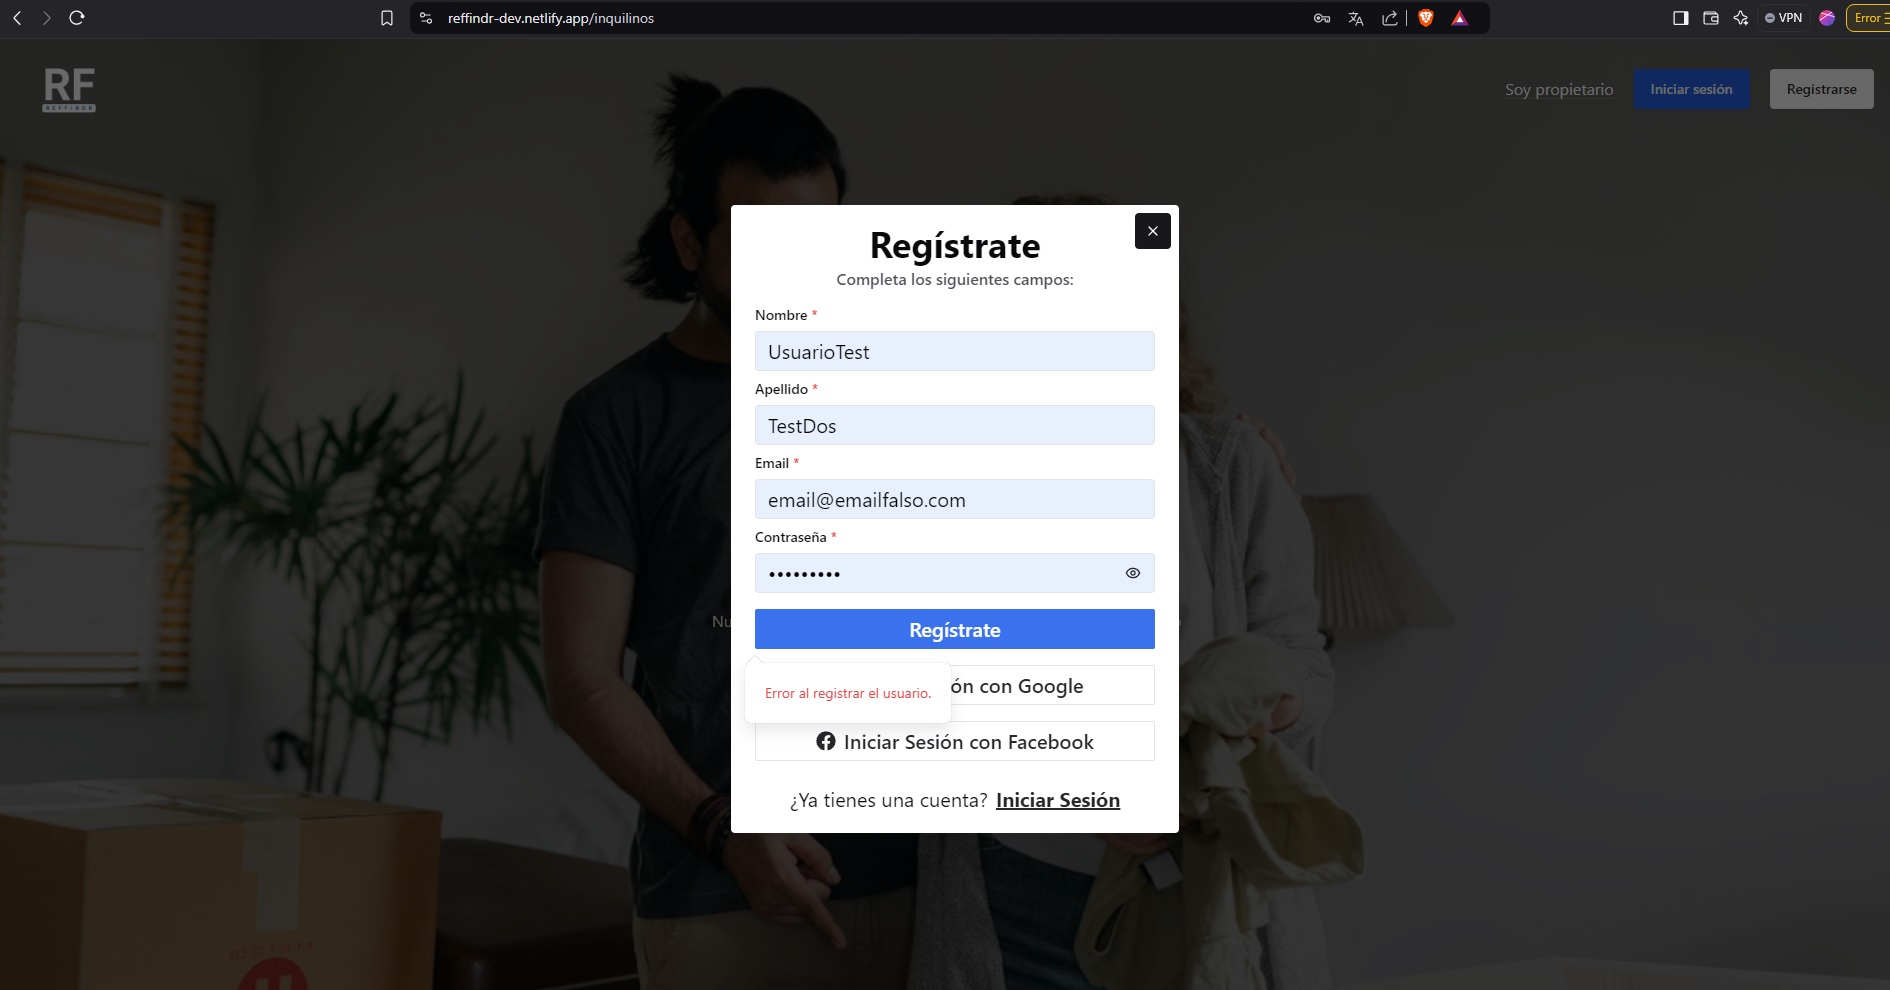 reffindr-dev.netlify.app/inquilinos
VPN
Error
RF
REFFINDR
Soy propietario
Iniciar sesión
Registrarse
Regístrate
Completa los siguientes campos:
Nombre *
UsuarioTest
Apellido *
TestDos
Email *
email@emailfalso.com
Contraseña *
•••••••••
Regístrate
Error al registrar el usuario.
ón con Google
Iniciar Sesión con Facebook
¿Ya tienes una cuenta? Iniciar Sesión